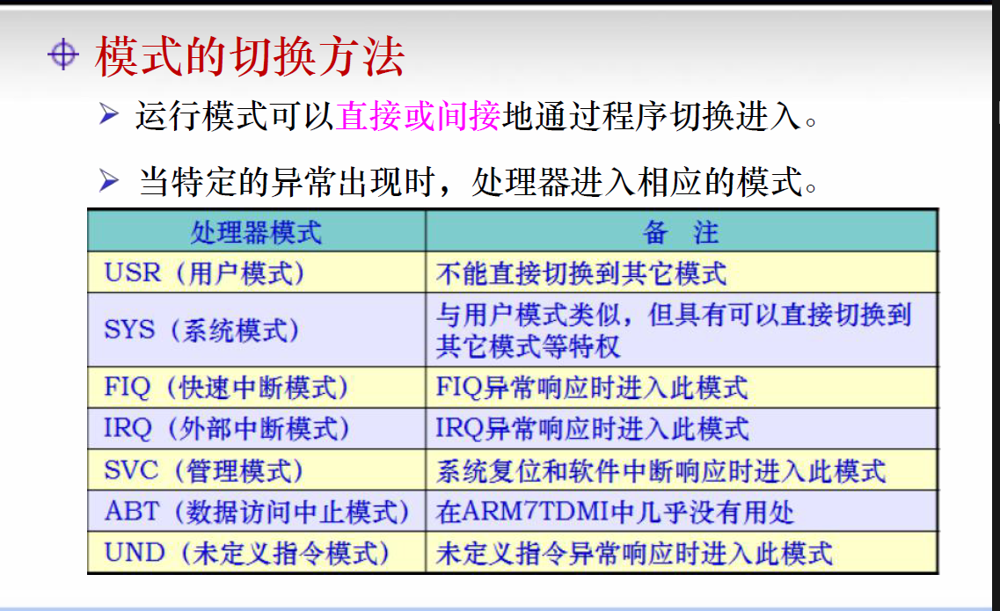 模式的切换方法
运行模式可以直接或间接地通过程序切换进入。
当特定的异常出现时，处理器进入相应的模式。
处理器模式 备 注
USR（用户模式） 不能直接切换到其它模式
SYS（系统模式） 与用户模式类似，但具有可以直接切换到
其它模式等特权
FIQ（快速中断模式） FIQ异常响应时进入此模式
IRQ（外部中断模式） IRQ异常响应时进入此模式
SVC（管理模式） 系统复位和软件中断响应时进入此模式
ABT（数据访问中止模式） 在ARM7TDMI中几乎没有用处
UND（未定义指令模式） 未定义指令异常响应时进入此模式